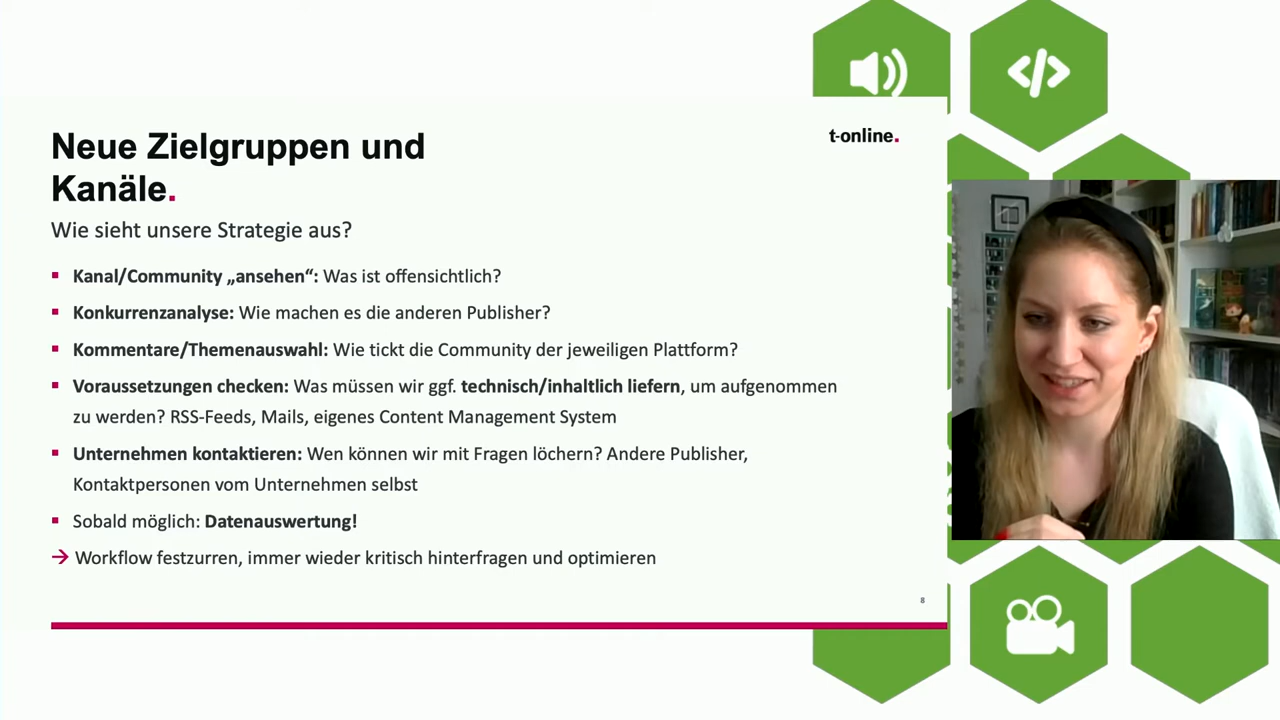 Neue Zielgruppen und
Kanäle.
t-online.
Wie sieht unsere Strategie aus?
Kanal/Community „ansehen“: Was ist offensichtlich?
Konkurrenzanalyse: Wie machen es die anderen Publisher?
Kommentare/Themenauswahl: Wie tickt die Community der jeweiligen Plattform?
Voraussetzungen checken: Was müssen wir ggf. technisch/inhaltlich liefern, um aufgenommen
zu werden? RSS-Feeds, Mails, eigenes Content Management System
Unternehmen kontaktieren: Wen können wir mit Fragen löchern? Andere Publisher,
Kontaktpersonen vom Unternehmen selbst
Sobald möglich: Datenauswertung!
→ Workflow festzurren, immer wieder kritisch hinterfragen und optimieren
8